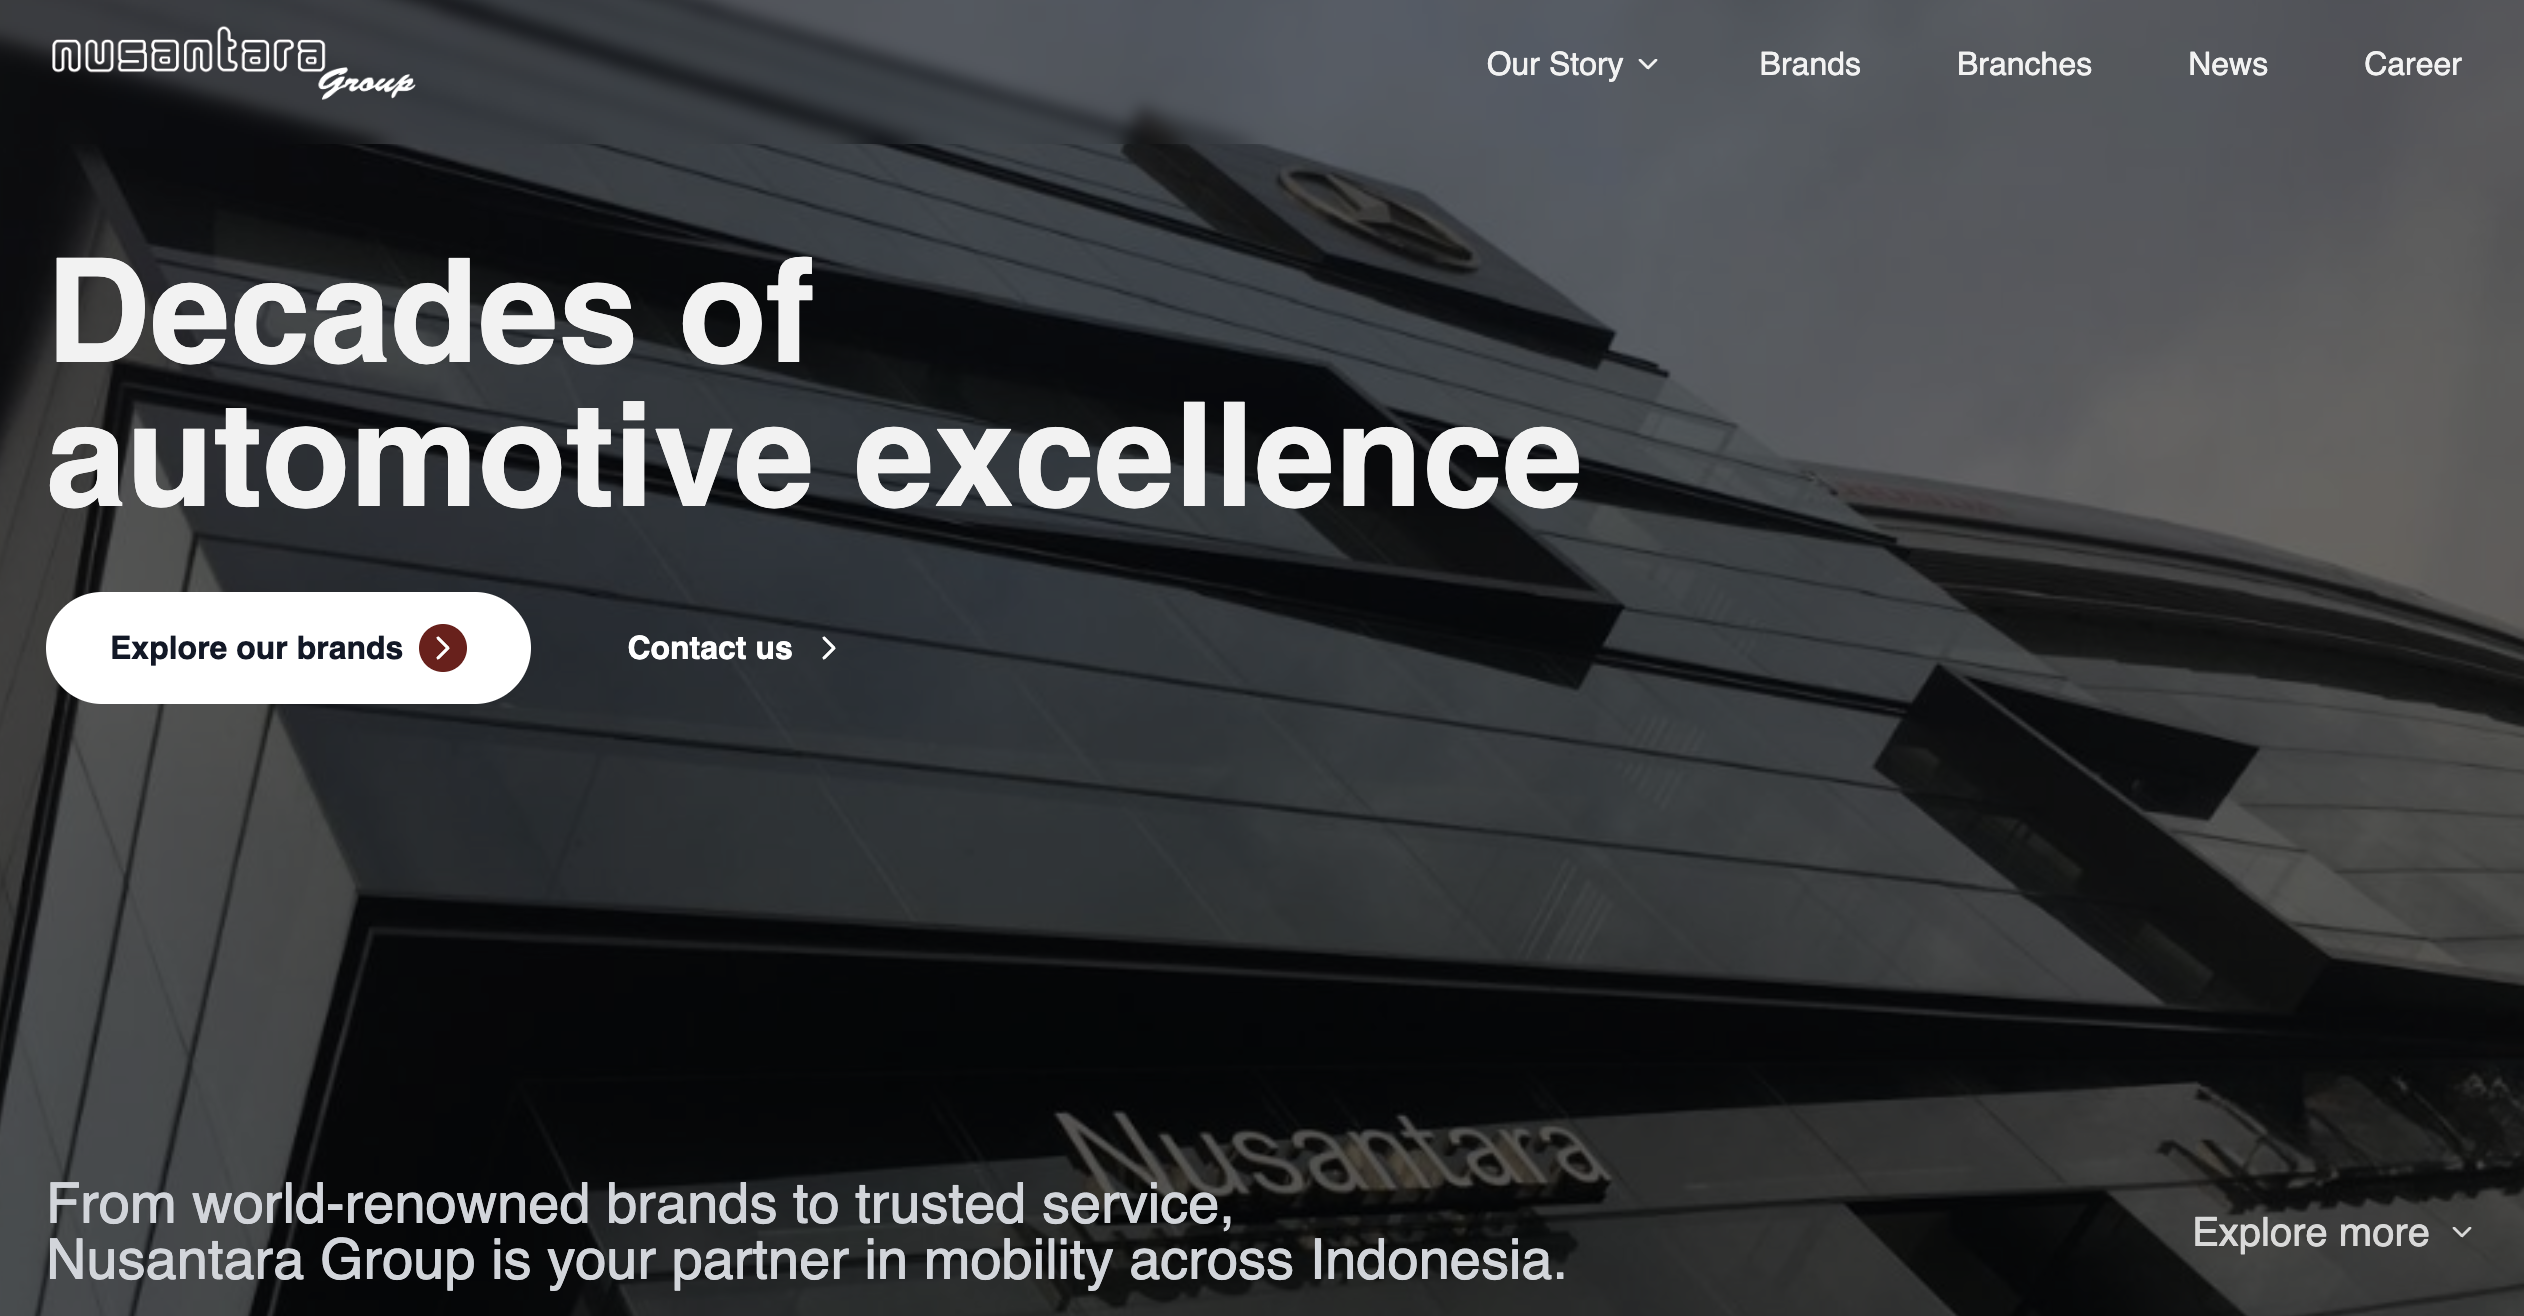 nusantara
Group
Our Story
Brands
Branches
News
Career
Decades of
automotive excellence
Explore our brands
Contact us
Nusantara
From world-renowned brands to trusted service,
Nusantara Group is your partner in mobility across Indonesia.
Explore more